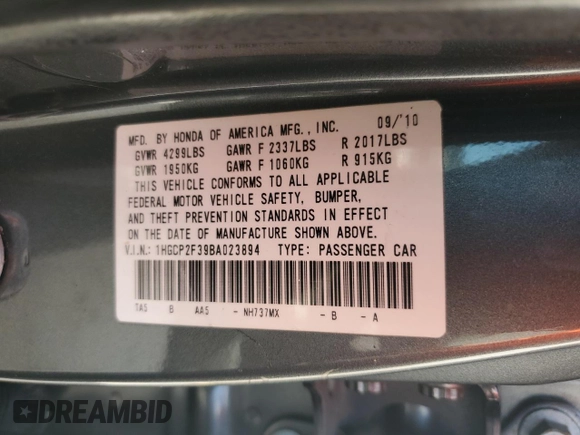 MFD. BY HONDA OF AMERICA MFG., INC. 09/'10
GVWR 4299LBS GAWR F 2337LBS R 2017LBS
GVWR 1950KG GAWR F 1060KG R 915KG
THIS VEHICLE CONFORMS TO ALL APPLICABLE
FEDERAL MOTOR VEHICLE SAFETY, BUMPER,
AND THEFT PREVENTION STANDARDS IN EFFECT
ON THE DATE OF MANUFACTURE SHOWN ABOVE.
V.I.N.: 1HGCP2F39BA023894 TYPE: PASSENGER CAR
TA5 B AA5 - NH737MX - B - A
DREAMBID